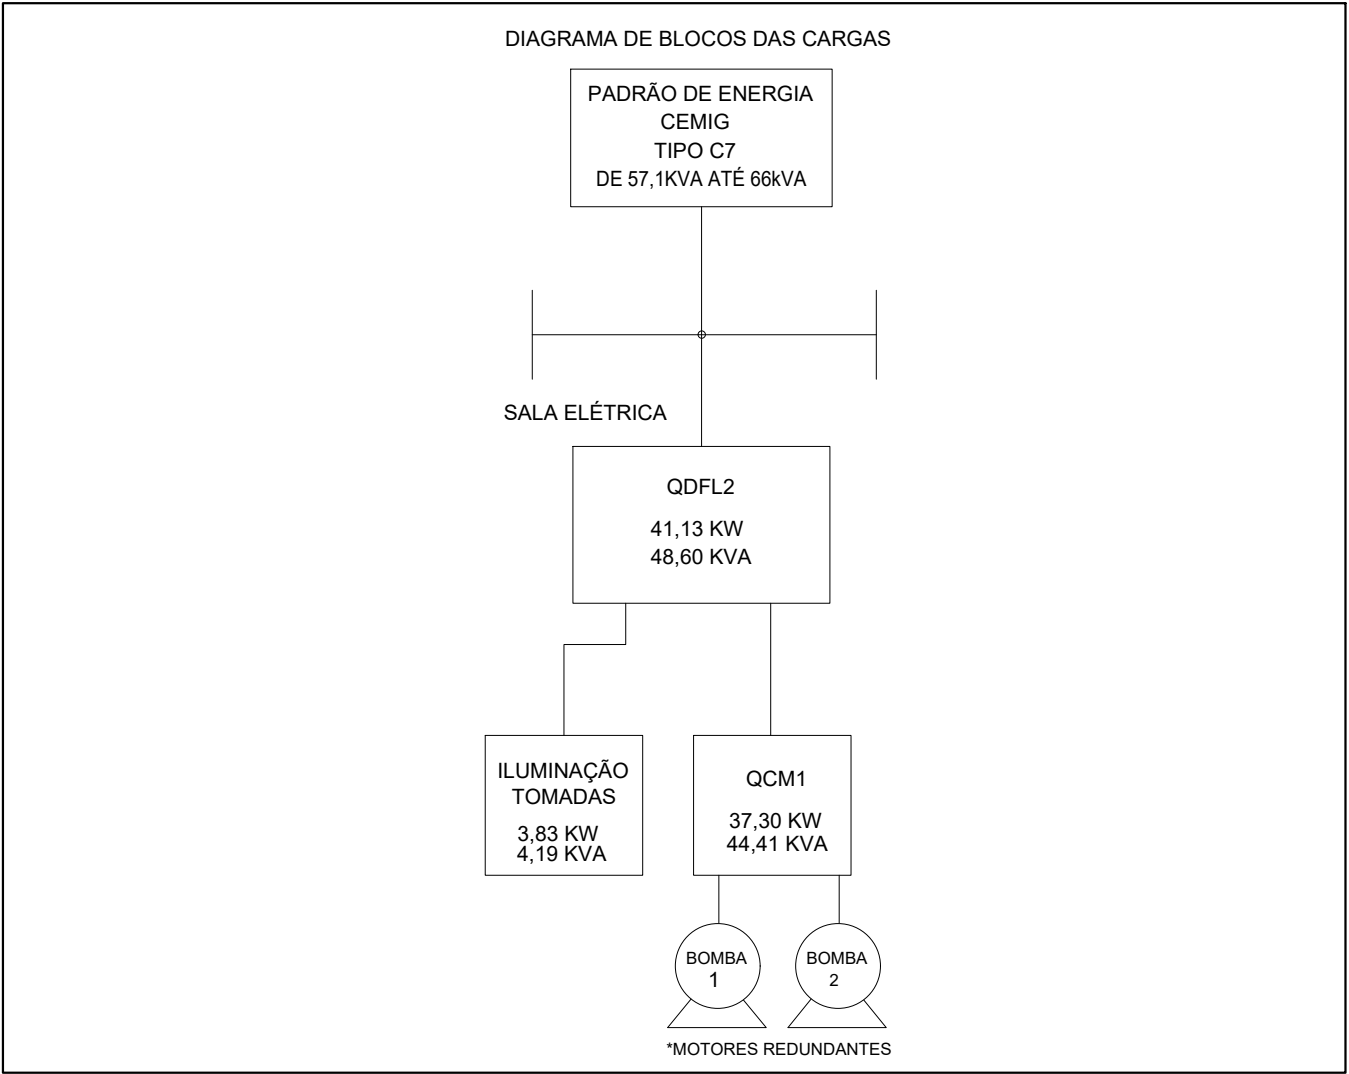 DIAGRAMA DE BLOCOS DAS CARGAS
PADRÃO DE ENERGIA
CEMIG
TIPO C7
DE 57,1KVA ATÉ 66kVA
SALA ELÉTRICA
QDFL2
41,13 KW
48,60 KVA
ILUMINAÇÃO
TOMADAS
3,83 KW
4,19 KVA
QCM1
37,30 KW
44,41 KVA
BOMBA
1
BOMBA
2
*MOTORES REDUNDANTES